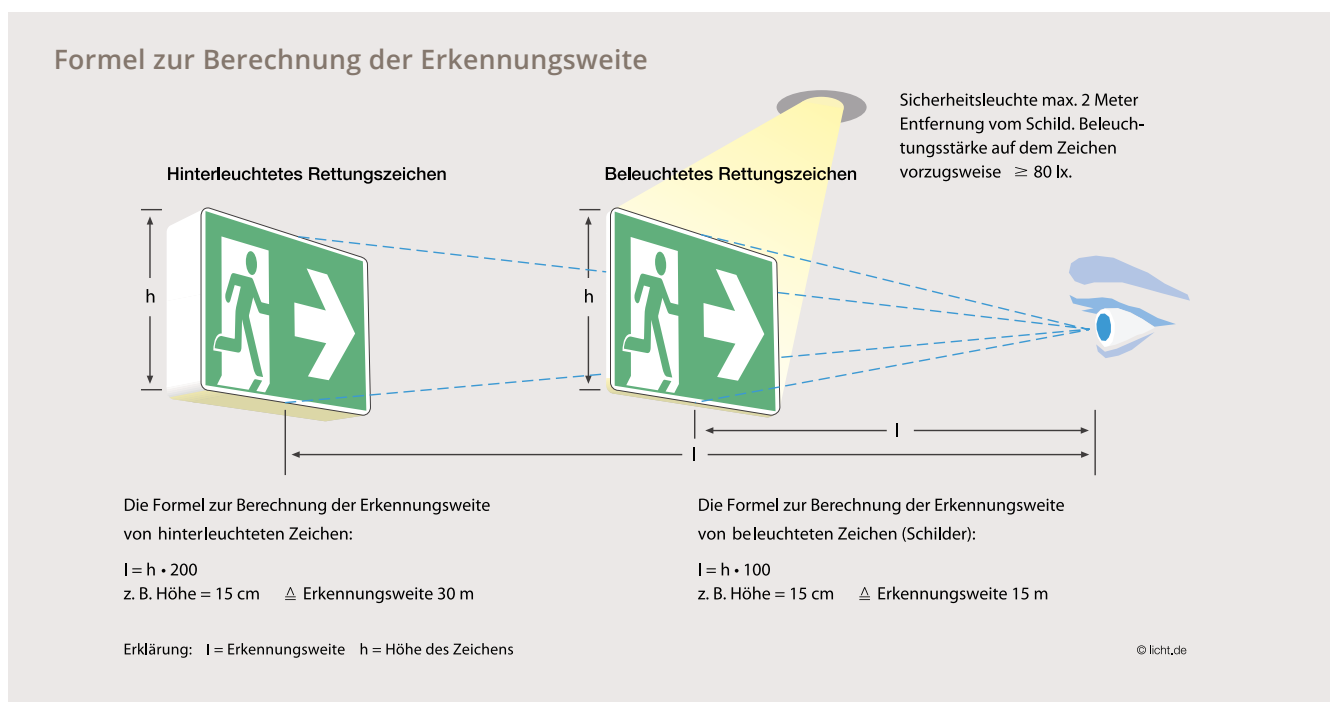 Formel zur Berechnung der Erkennungsweite
Sicherheitsleuchte max. 2 Meter
Entfernung vom Schild. Beleuch-
tungsstärke auf dem Zeichen
vorzugsweise ≥ 80 lx.
Hinterleuchtetes Rettungszeichen
Beleuchtetes Rettungszeichen
h
h
l
l
Die Formel zur Berechnung der Erkennungsweite
von hinterleuchteten Zeichen:
l = h • 200
z. B. Höhe = 15 cm ≙ Erkennungsweite 30 m
Die Formel zur Berechnung der Erkennungsweite
von beleuchteten Zeichen (Schilder):
l = h • 100
z. B. Höhe = 15 cm ≙ Erkennungsweite 15 m
Erklärung: l = Erkennungsweite h = Höhe des Zeichens
© licht.de